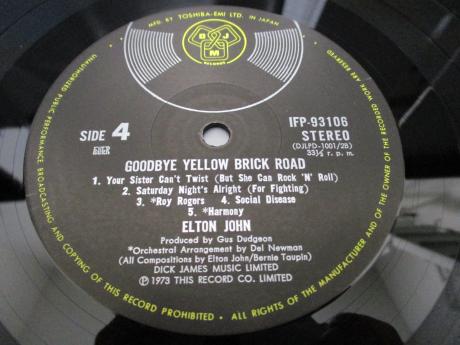 MFD. BY TOSHIBA-EMI LTD. IN JAPAN
DJM
RECORDS
SIDE 4
IFP-93106
STEREO
(DJLPD-1001/2B)
33⅓ r. p. m.
GOODBYE YELLOW BRICK ROAD
1. Your Sister Can't Twist (But She Can Rock 'N' Roll)
2. Saturday Night's Alright (For Fighting)
3. *Roy Rogers 4. Social Disease
5. *Harmony
ELTON JOHN
Produced by Gus Dudgeon
*Orchestral Arrangement by Del Newman
(All Compositions by Elton John/Bernie Taupin)
DICK JAMES MUSIC LIMITED
Ⓟ1973 THIS RECORD CO. LIMITED
UNAUTHORIZED PUBLIC PERFORMANCE, BROADCASTING AND COPYING OF THIS RECORD PROHIBITED · ALL RIGHTS OF THE MANUFACTURER AND OF THE OWNER OF THE RECORDED WORK ARE RESERVED